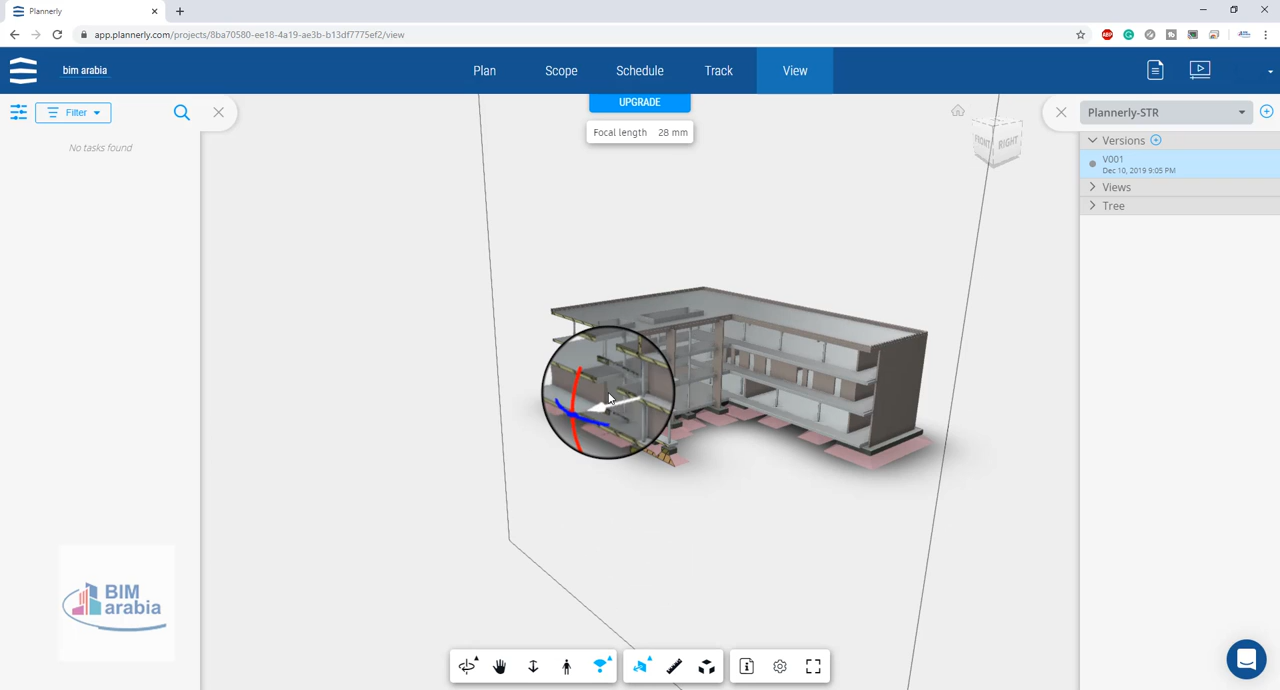 Plannerly
app.plannerly.com/projects/8ba70580-ee18-4a19-ae3b-b13df7775ef2/view
bim arabia
Plan
Scope
Schedule
Track
View
Filter
No tasks found
UPGRADE
Focal length 28 mm
FRONT
RIGHT
Plannerly-STR
Versions
V001
Dec 10, 2019 9:05 PM
Views
Tree
BIM
arabia